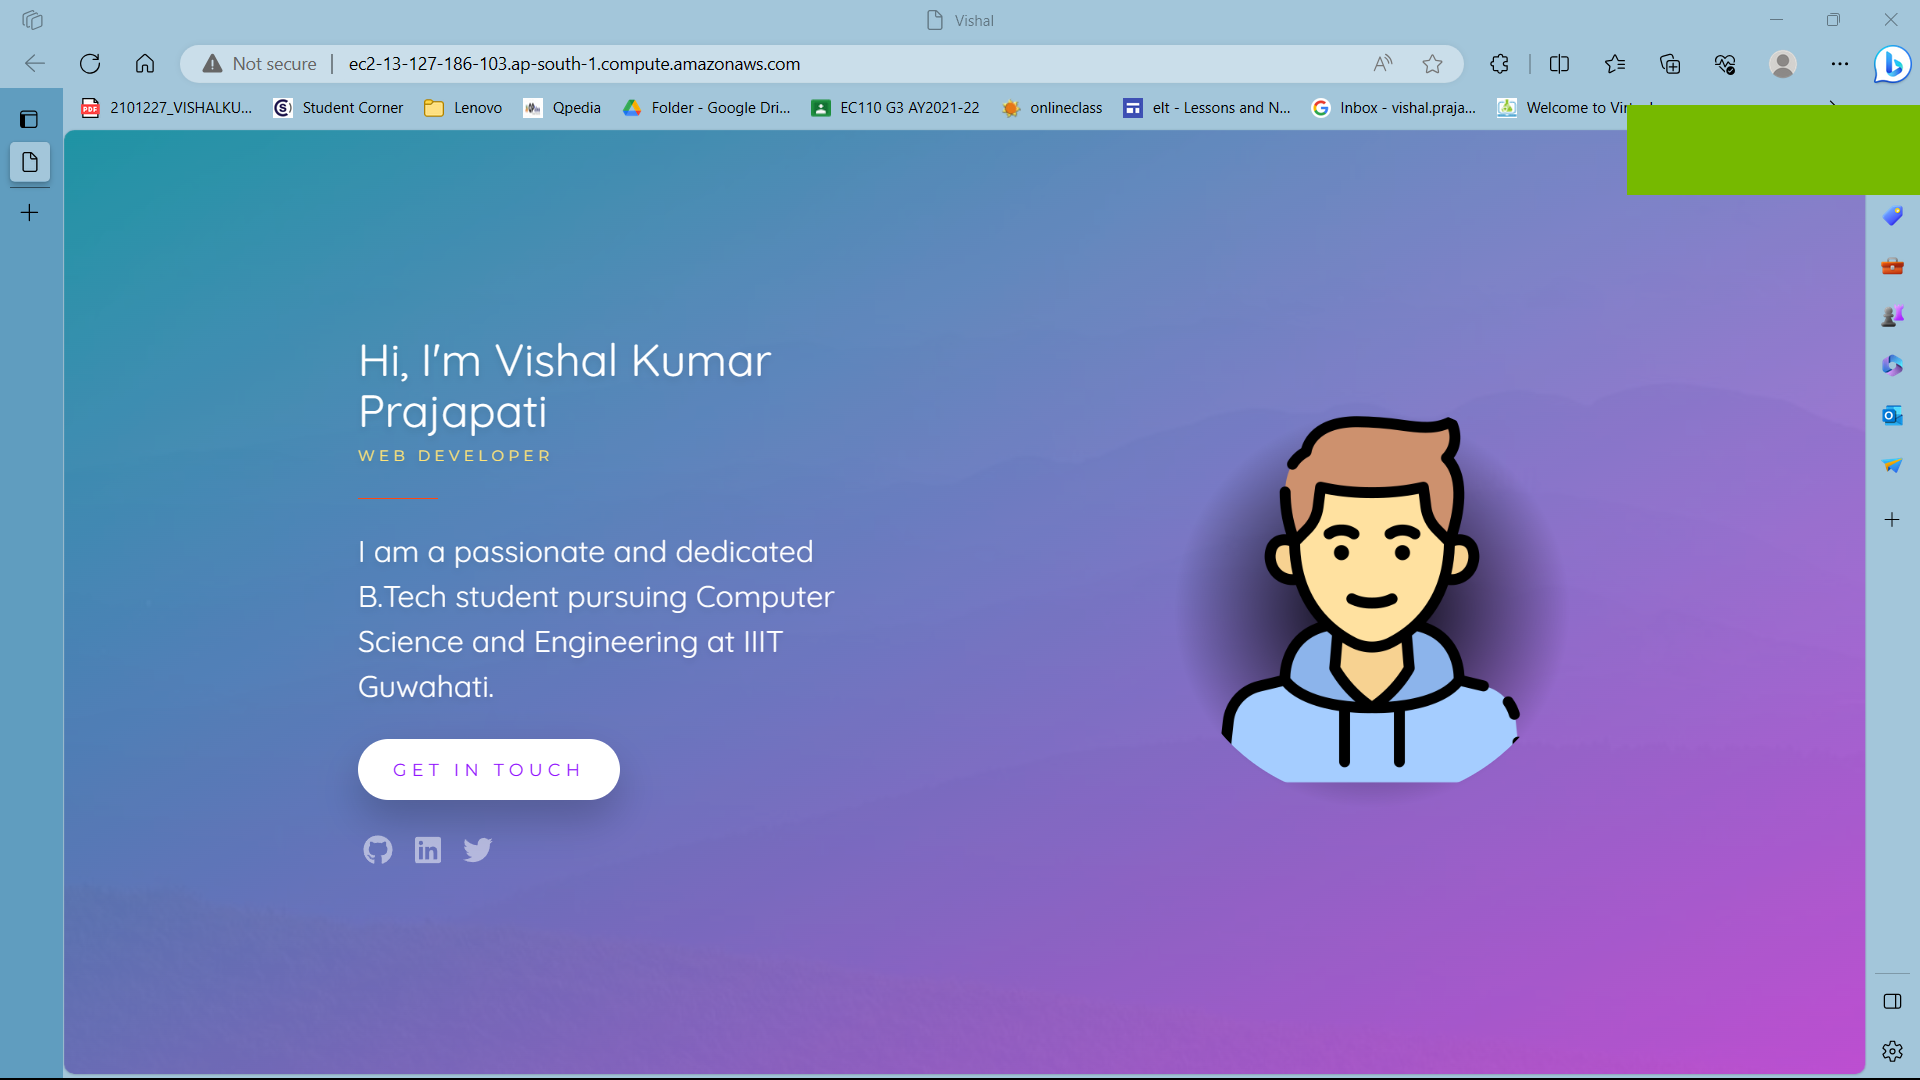 Vishal
Not secure
ec2-13-127-186-103.ap-south-1.compute.amazonaws.com
2101227_VISHALKU...
Student Corner
Lenovo
Qpedia
Folder - Google Dri...
EC110 G3 AY2021-22
onlineclass
elt - Lessons and N...
Inbox - vishal.praja...
Welcome to
Hi, I'm Vishal Kumar
Prajapati
WEB DEVELOPER
I am a passionate and dedicated
B.Tech student pursuing Computer
Science and Engineering at IIIT
Guwahati.
GET IN TOUCH